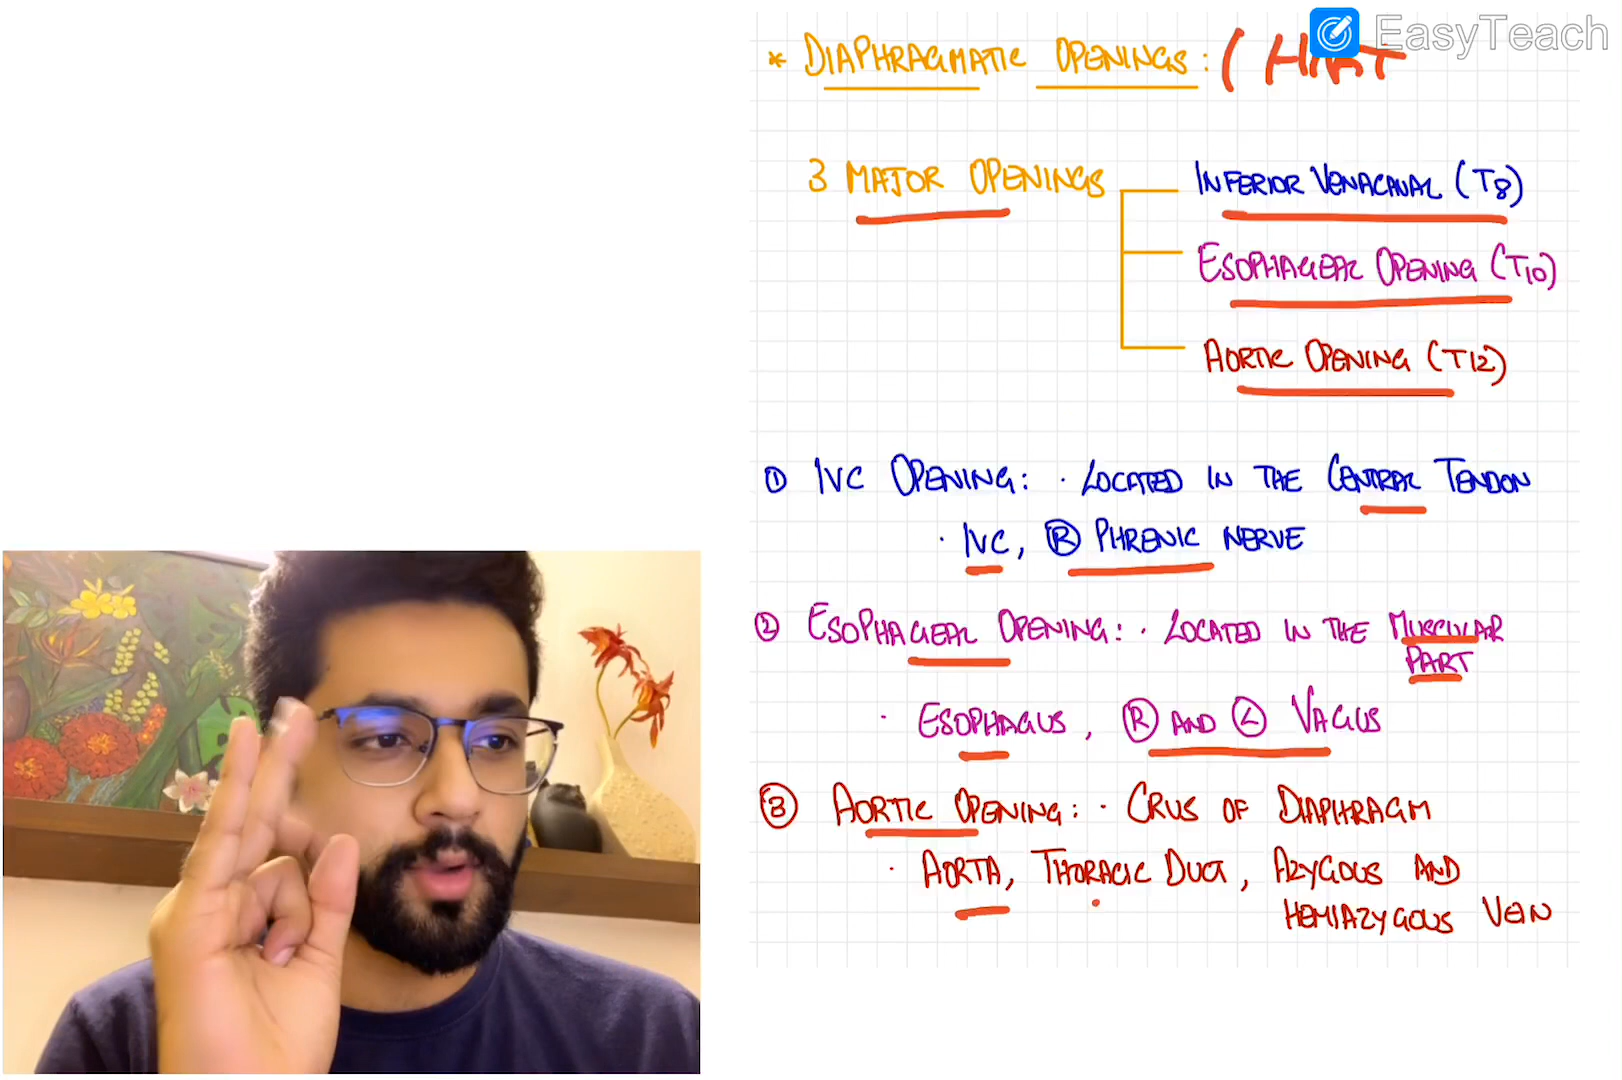 EasyTeach
* DIAPHRAGMATIC OPENINGS: (
3 MAJOR OPENINGS
INFERIOR VENACAVAL (T8)
ESOPHAGEAL OPENING (T10)
AORTIC OPENING (T12)
① IVC OPENING: · LOCATED IN THE CENTRAL TENDON
· IVC, Ⓡ PHRENIC NERVE
② ESOPHAGEAL OPENING: · LOCATED IN THE MUSCULAR
PART
· ESOPHAGUS, Ⓡ AND Ⓛ VAGUS
③ AORTIC OPENING: · CRUS OF DIAPHRAGM
· AORTA, THORACIC DUCT, AZYGOUS AND
HEMIAZYGOUS VEIN